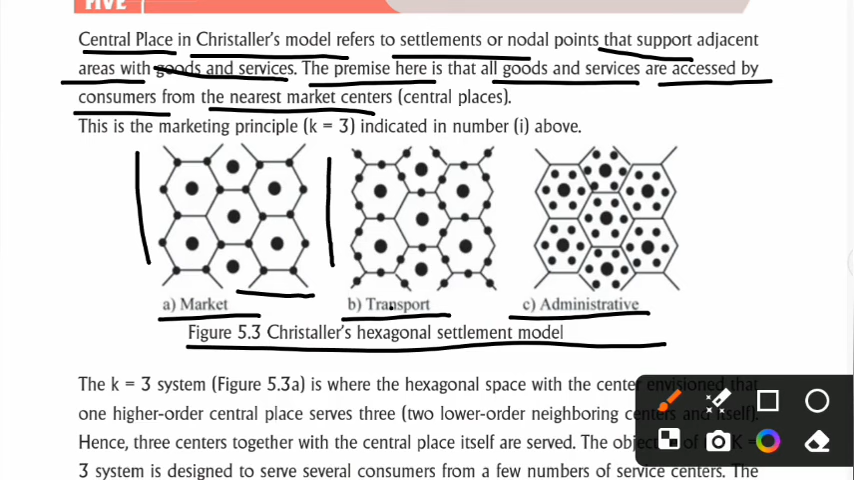 FIVE
Central Place in Christaller's model refers to settlements or nodal points that support adjacent
areas with goods and services. The premise here is that all goods and services are accessed by
consumers from the nearest market centers (central places).
This is the marketing principle (k = 3) indicated in number (i) above.
a) Market b) Transport c) Administrative
Figure 5.3 Christaller's hexagonal settlement model
The k = 3 system (Figure 5.3a) is where the hexagonal space with the center envisioned that
one higher-order central place serves three (two lower-order neighboring centers and itself).
Hence, three centers together with the central place itself are served. The of K =
3 system is designed to serve several consumers from a few numbers of service centers. The